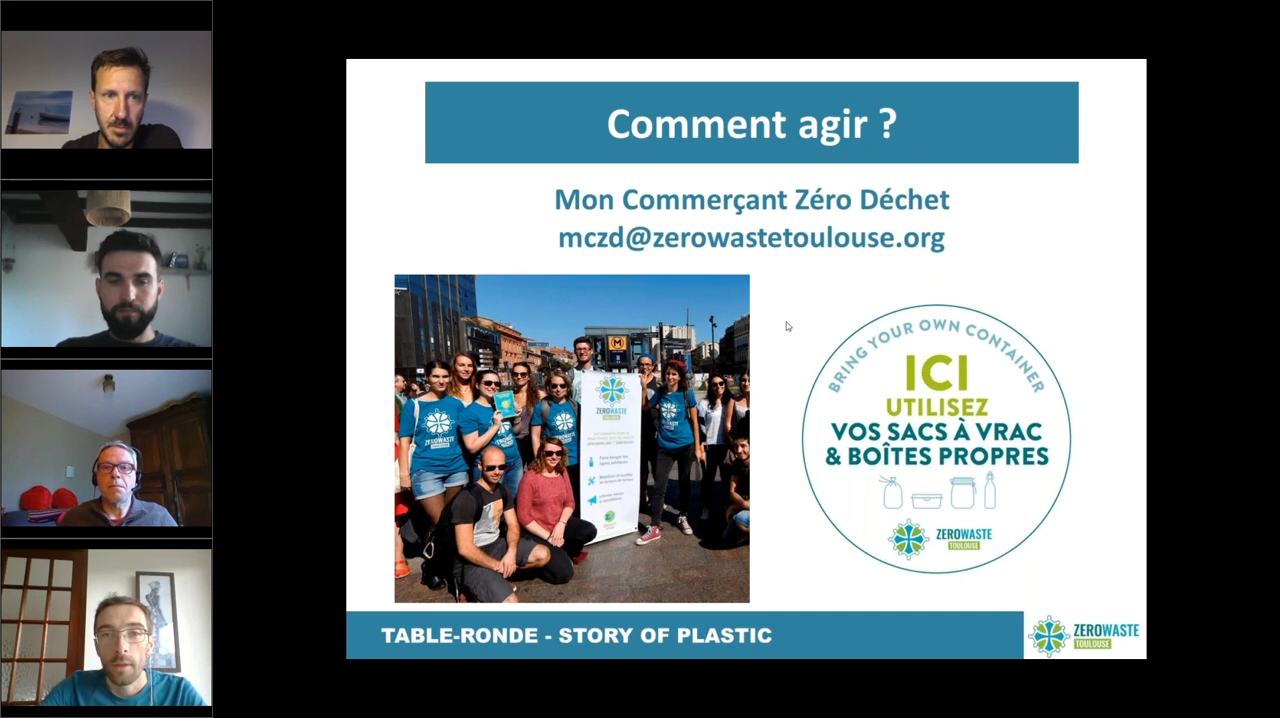 Comment agir ?
Mon Commerçant Zéro Déchet
mczd@zerowastetoulouse.org
M
ZEROWASTE
ZEROWASTE
BRING YOUR OWN CONTAINER
ICI
UTILISEZ
VOS SACS À VRAC
& BOÎTES PROPRES
ZEROWASTE
TOULOUSE
TABLE-RONDE - STORY OF PLASTIC
ZEROWASTE
TOULOUSE